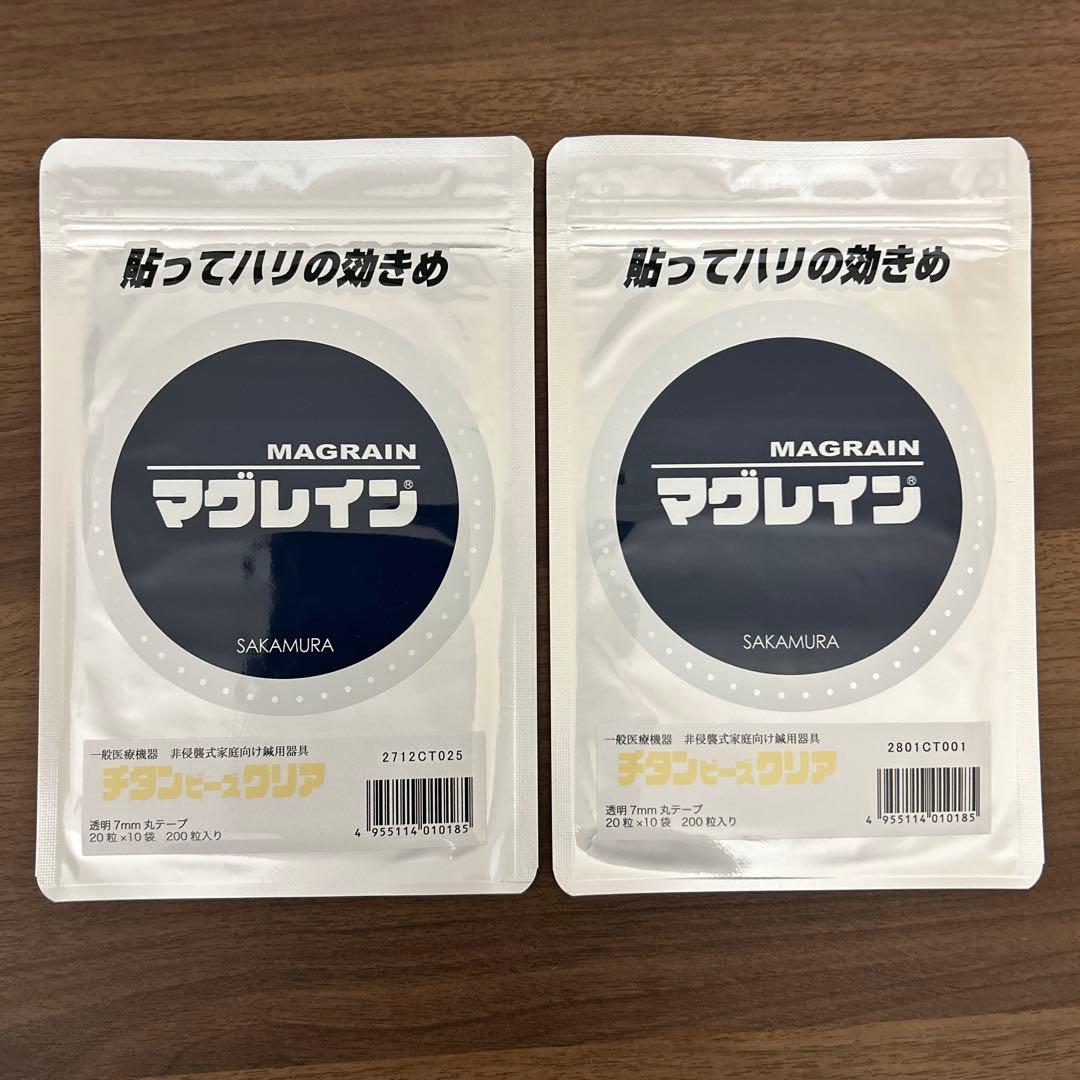 貼ってハリの効きめ
MAGRAIN
マグレイン®
SAKAMURA
一般医療機器 非侵襲式家庭向け鍼用器具
2712CT025
チタンビーズクリア
透明7mm丸テープ
20粒×10袋 200粒入り
4 955114 010185
貼ってハリの効きめ
MAGRAIN
マグレイン®
SAKAMURA
一般医療機器 非侵襲式家庭向け鍼用器具
2801CT001
チタンビーズクリア
透明7mm丸テープ
20粒×10袋 200粒入り
4 955114 010185